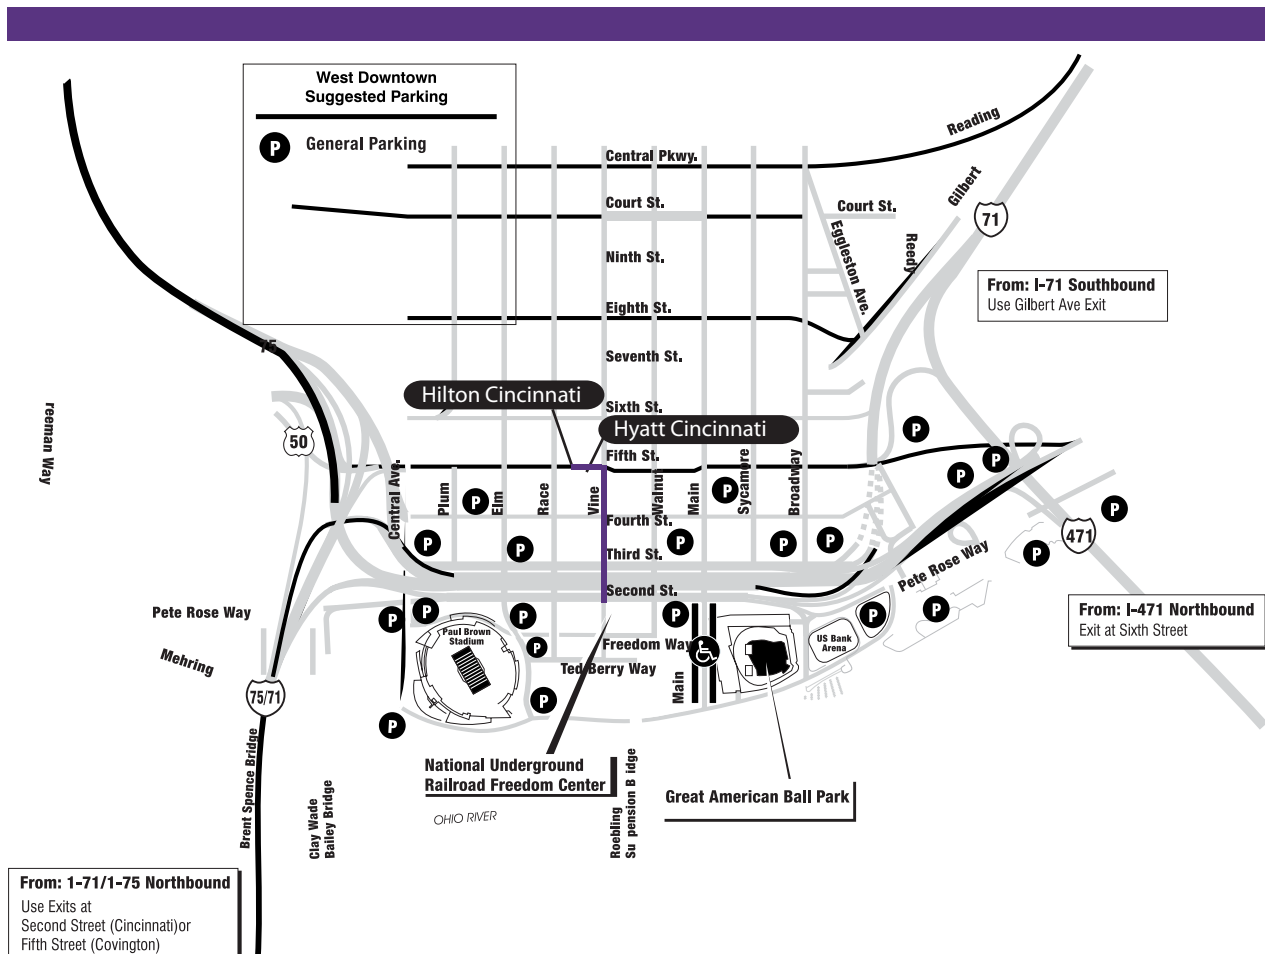 West Downtown
Suggested Parking
P General Parking
Reading
Central Pkwy.
Gilbert
Court St.
Court St.
71
Eggleston Ave.
Reedy
Ninth St.
From: I-71 Southbound
Use Gilbert Ave Exit
Eighth St.
75
Seventh St.
Hilton Cincinnati
Sixth St.
reeman Way
50
Hyatt Cincinnati
P
Fifth St.
P
P
Central Ave.
Plum
P
Elm
Race
Vine
Walnut
Main
P
Sycamore
Broadway
P
Fourth St.
471
P
P
P
P
P
Third St.
P
Pete Rose Way
Second St.
Pete Rose Way
From: I-471 Northbound
Exit at Sixth Street
P
P
P
P
P
P
Paul Brown
Stadium
US Bank
Arena
P
Freedom Way
Mehring
Ted Berry Way
75/71
Main
P
P
Brent Spence Bridge
National Underground
Railroad Freedom Center
Roebling
Su pension B idge
Great American Ball Park
Clay Wade
Bailey Bridge
OHIO RIVER
From: 1-71/1-75 Northbound
Use Exits at
Second Street (Cincinnati)or
Fifth Street (Covington)